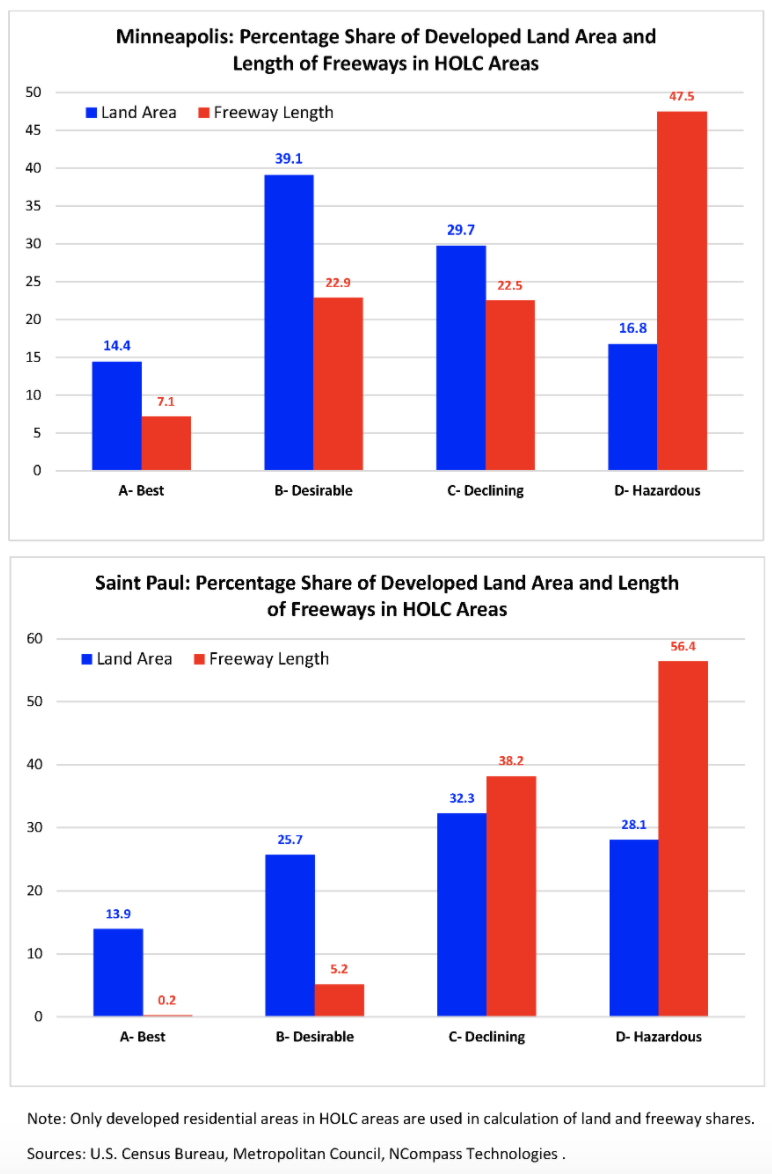 Minneapolis: Percentage Share of Developed Land Area and
Length of Freeways in HOLC Areas
50
Land Area
Freeway Length
47.5
45
40
39.1
35
30
29.7
25
22.9
22.5
20
16.8
15
14.4
10
7.1
5
0
A- Best
B- Desirable
C- Declining
D- Hazardous
Saint Paul: Percentage Share of Developed Land Area and Length
of Freeways in HOLC Areas
60
Land Area
Freeway Length
56.4
50
40
38.2
32.3
30
28.1
25.7
20
13.9
10
5.2
0.2
0
A- Best
B- Desirable
C- Declining
D- Hazardous
Note: Only developed residential areas in HOLC areas are used in calculation of land and freeway shares.
Sources: U.S. Census Bureau, Metropolitan Council, NCompass Technologies .